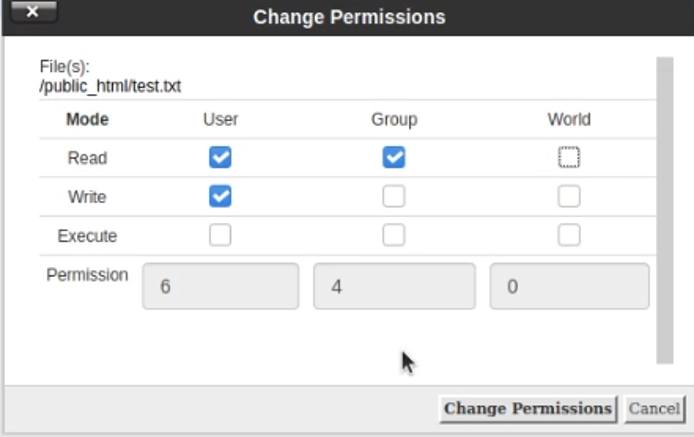 Change Permissions
File(s):
/public_html/test.txt
Mode User Group World
Read
Write
Execute
Permission 6 4 0
Change Permissions Cancel